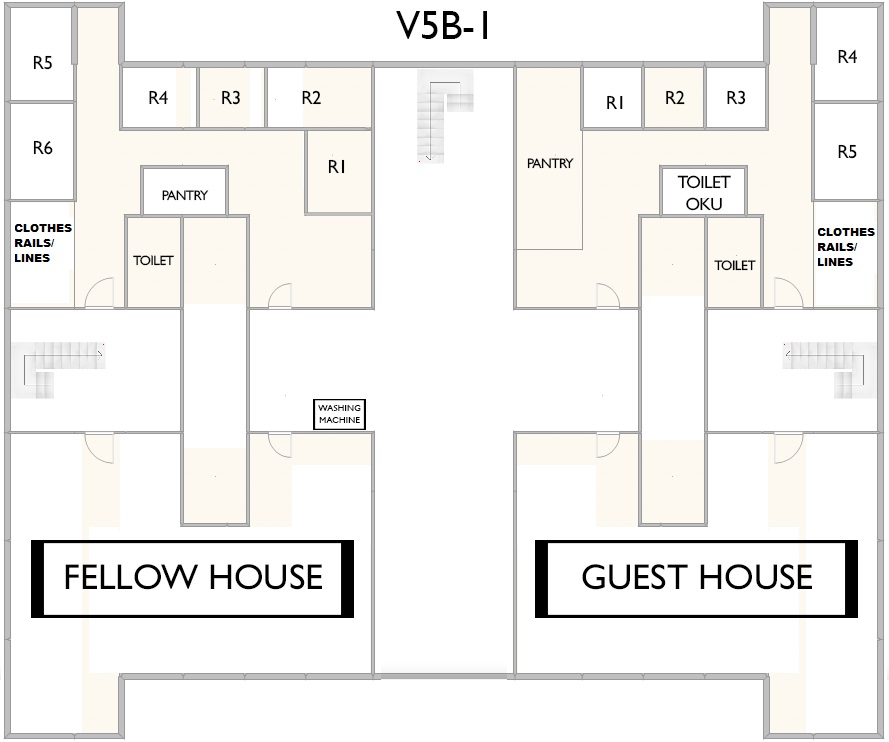 V5B-1
R5
R4
R3
R2
R1
R2
R3
R4
R6
R1
PANTRY
R5
PANTRY
TOILET
OKU
CLOTHES
RAILS/
LINES
TOILET
TOILET
CLOTHES
RAILS/
LINES
WASHING
MACHINE
FELLOW HOUSE
GUEST HOUSE